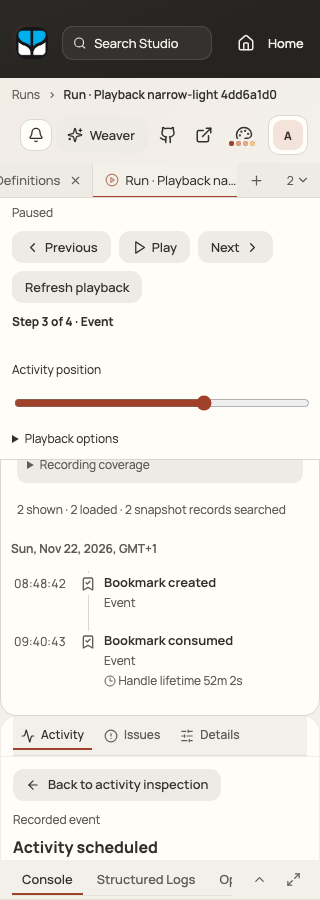 Search Studio
Home
Runs
Run · Playback narrow-light 4dd6a1d0
Weaver
A
Definitions
Run · Playback na...
2
Paused
Previous
Play
Next
Refresh playback
Step 3 of 4 · Event
Activity position
Playback options
Recording coverage
2 shown · 2 loaded · 2 snapshot records searched
Sun, Nov 22, 2026, GMT+1
08:48:42
Bookmark created
Event
09:40:43
Bookmark consumed
Event
Handle lifetime 52m 2s
Activity
Issues
Details
Back to activity inspection
Recorded event
Activity scheduled
Console
Structured Logs